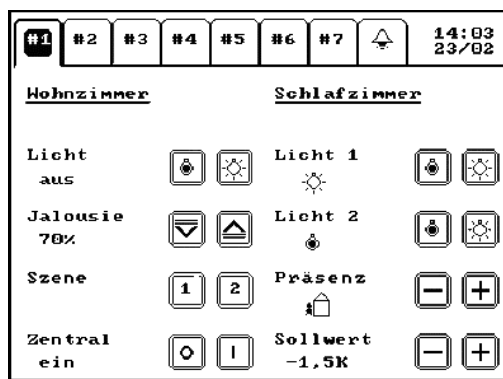 #1 #2 #3 #4 #5 #6 #7 14:03
23/02
Wohnzimmer Schlafzimmer
Licht Licht 1
aus
Jalousie Licht 2
70%
Szene 1 2 Präsenz − +
Zentral O I Sollwert − +
ein -1,5K